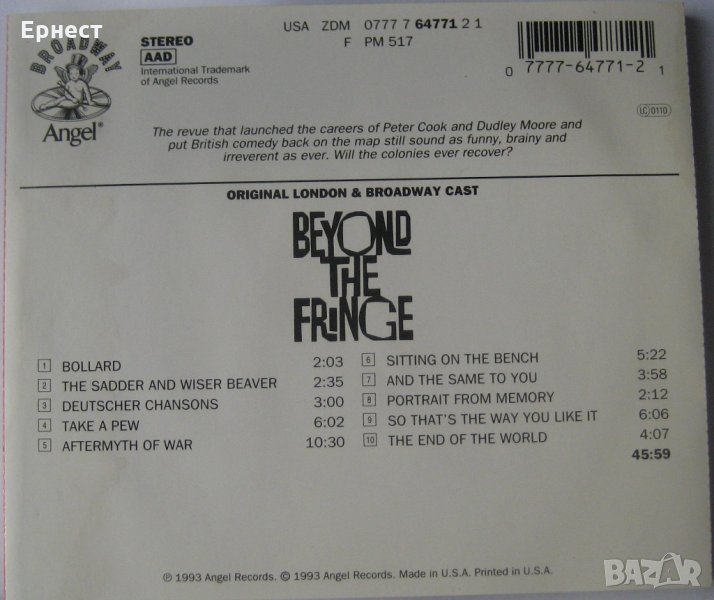 Ернест
USA ZDM 0777 7 64771 2 1
F PM 517
BROADWAY
Angel®
STEREO
AAD
International Trademark
of Angel Records
0 7777-64771-2 1
LC 0110
The revue that launched the careers of Peter Cook and Dudley Moore and
put British comedy back on the map still sound as funny, brainy and
irreverent as ever. Will the colonies ever recover?
ORIGINAL LONDON & BROADWAY CAST
BEYOND
THE
FRINGE
1 BOLLARD 2:03
2 THE SADDER AND WISER BEAVER 2:35
3 DEUTSCHER CHANSONS 3:00
4 TAKE A PEW 6:02
5 AFTERMYTH OF WAR 10:30
6 SITTING ON THE BENCH 5:22
7 AND THE SAME TO YOU 3:58
8 PORTRAIT FROM MEMORY 2:12
9 SO THAT'S THE WAY YOU LIKE IT 6:06
10 THE END OF THE WORLD 4:07
45:59
℗ 1993 Angel Records. © 1993 Angel Records. Made in U.S.A. Printed in U.S.A.
BAZAR